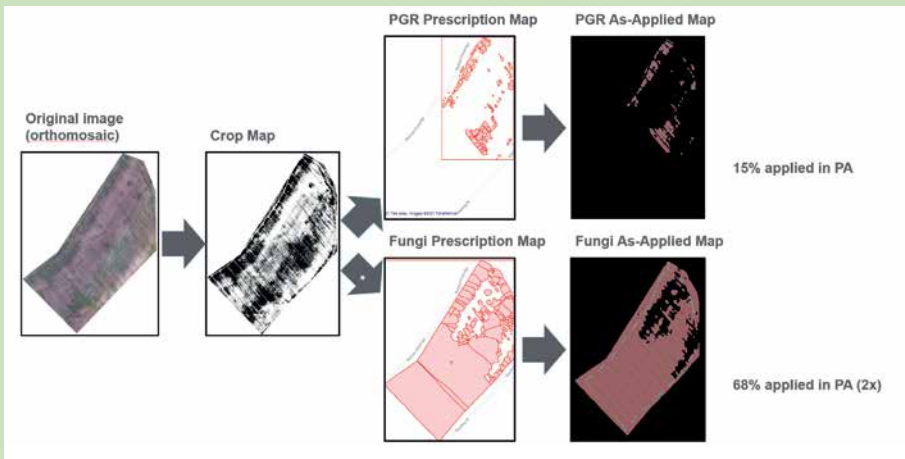 PGR Prescription Map
PGR As-Applied Map
Original image
(orthomosaic)
Crop Map
15% applied in PA
Fungi Prescription Map
Fungi As-Applied Map
68% applied in PA (2x)